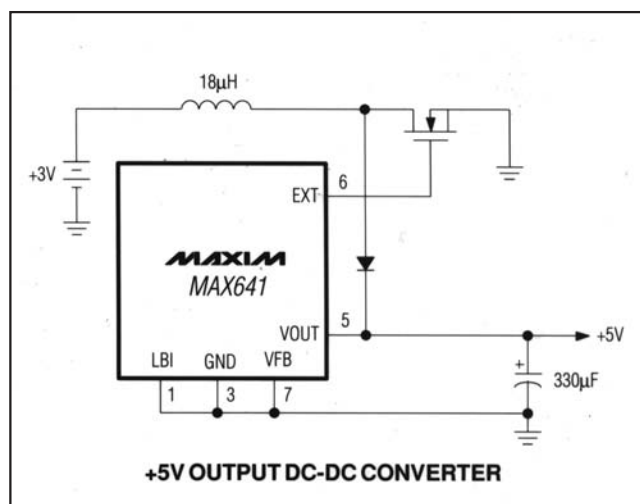 18μH
+3V
6
EXT
MAXIM
MAX641
VOUT
5
+5V
LBI GND VFB
1 3 7
+
330μF
+5V OUTPUT DC-DC CONVERTER